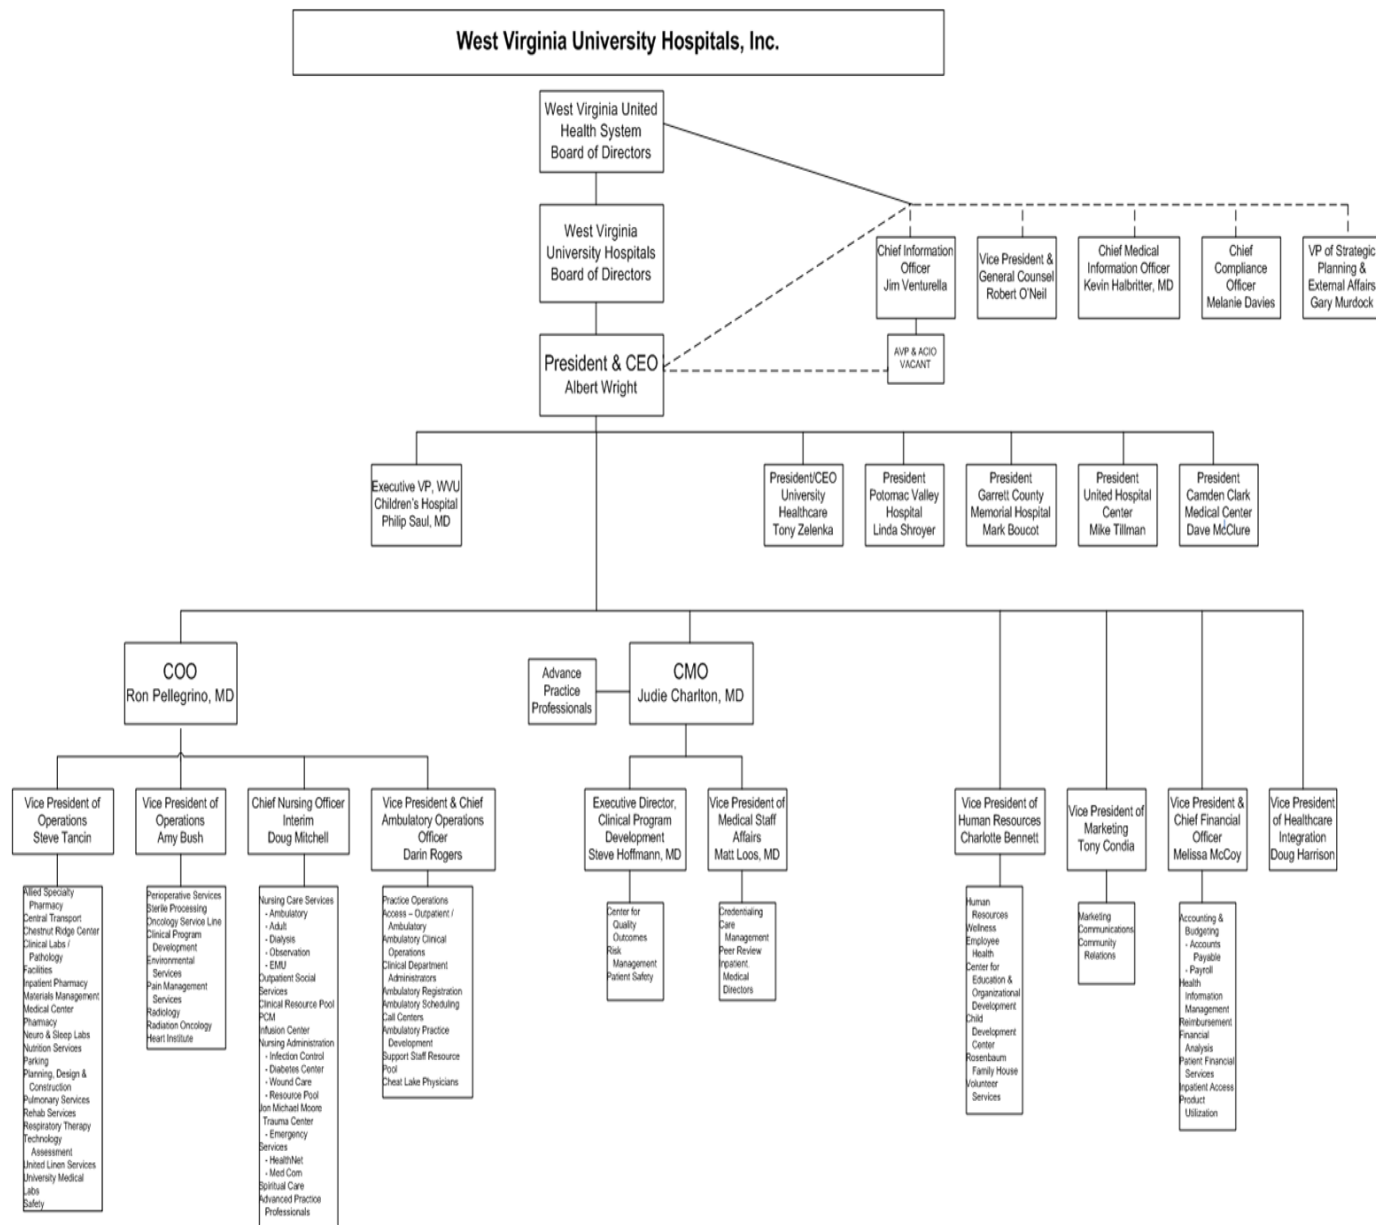 West Virginia University Hospitals, Inc.
West Virginia United
Health System
Board of Directors
West Virginia
University Hospitals
Board of Directors
Chief Information
Officer
Jim Venturella
Vice President &
General Counsel
Robert O'Neil
Chief Medical
Information Officer
Kevin Halbritter, MD
Chief
Compliance
Officer
Melanie Davies
VP of Strategic
Planning &
External Affairs
Gary Murdock
President & CEO
Albert Wright
AVP & ACIO
VACANT
Executive VP, WVU
Children's Hospital
Philip Saul, MD
President/CEO
University
Healthcare
Tony Zelenka
President
Potomac Valley
Hospital
Linda Shroyer
President
Garrett County
Memorial Hospital
Mark Boucot
President
United Hospital
Center
Mike Tillman
President
Camden Clark
Medical Center
Dave McClure
COO
Ron Pellegrino, MD
Advance
Practice
Professionals
CMO
Judie Charlton, MD
Vice President of
Operations
Steve Tancin
Vice President of
Operations
Amy Bush
Chief Nursing Officer
Interim
Doug Mitchell
Vice President & Chief
Ambulatory Operations
Officer
Darin Rogers
Executive Director,
Clinical Program
Development
Steve Hoffmann, MD
Vice President of
Medical Staff
Affairs
Matt Loos, MD
Vice President of
Human Resources
Charlotte Bennett
Vice President of
Marketing
Tony Condia
Vice President &
Chief Financial
Officer
Melissa McCoy
Vice President
of Healthcare
Integration
Doug Harrison
Allied Specialty
Pharmacy
Central Transport
Chestnut Ridge Center
Clinical Labs /
Pathology
Facilities
Inpatient Pharmacy
Materials Management
Medical Center
Pharmacy
Neuro & Sleep Labs
Nutrition Services
Parking
Planning, Design &
Construction
Pulmonary Services
Rehab Services
Respiratory Therapy
Technology
Assessment
United Linen Services
University Medical
Labs
Safety
Perioperative Services
Sterile Processing
Oncology Service Line
Clinical Program
Development
Environmental
Services
Pain Management
Services
Radiology
Radiation Oncology
Heart Institute
Nursing Care Services
- Ambulatory
- Adult
- Dialysis
- Observation
- EMU
Outpatient Social
Services
Clinical Resource Pool
PCM
Infusion Center
Nursing Administration
- Infection Control
- Diabetes Center
- Wound Care
- Resource Pool
Jon Michael Moore
Trauma Center
- Emergency
Services
- HealthNet
- Med Com
Spiritual Care
Advanced Practice
Professionals
Practice Operations
Access – Outpatient /
Ambulatory
Ambulatory Clinical
Operations
Clinical Department
Administrators
Ambulatory Registration
Ambulatory Scheduling
Call Centers
Ambulatory Practice
Development
Support Staff Resource
Pool
Cheat Lake Physicians
Center for
Quality
Outcomes
Risk
Management
Patient Safety
Credentialing
Care
Management
Peer Review
Inpatient,
Medical
Directors
Human
Resources
Wellness
Employee
Health
Center for
Education &
Organizational
Development
Child
Development
Center
Rosenbaum
Family House
Volunteer
Services
Marketing
Communications
Community
Relations
Accounting &
Budgeting
- Accounts
Payable
- Payroll
Health
Information
Management
Reimbursement
Financial
Analysis
Patient Financial
Services
Inpatient Access
Product
Utilization